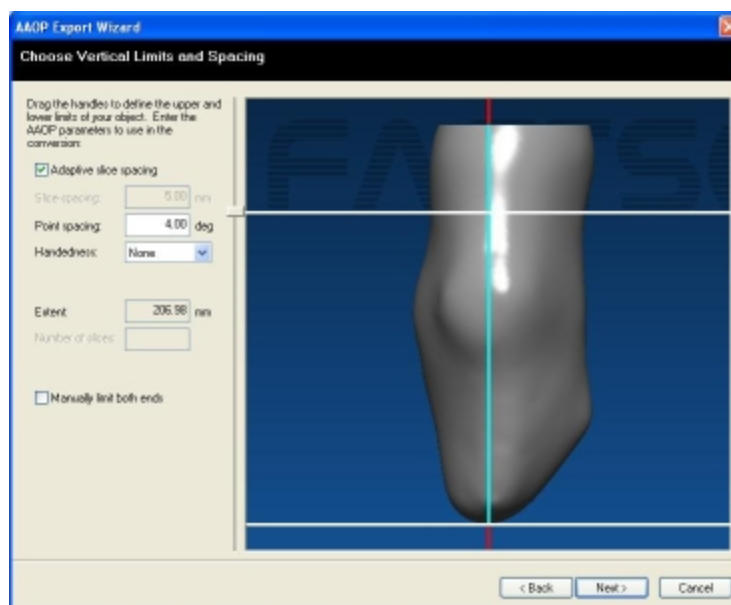 AAOP Export Wizard
Choose Vertical Limits and Spacing
Drag the handles to define the upper and
lower limits of your object. Enter the
AAOP parameters to use in the
conversion:
Adaptive slice spacing
Slice spacing: 5.00 mm
Point spacing: 4.00 deg
Handedness: None
Extent: 206.98 mm
Number of slices:
Manually limit both ends
< Back Next > Cancel